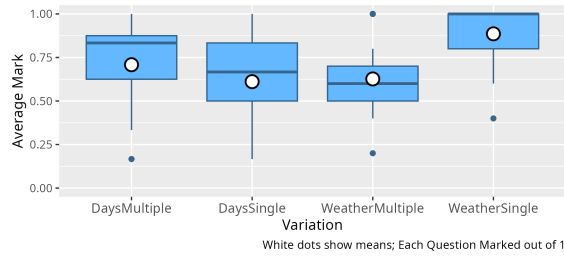 1.00
0.75
0.50
0.25
0.00
Average Mark
DaysMultiple DaysSingle WeatherMultiple WeatherSingle
Variation
White dots show means; Each Question Marked out of 1